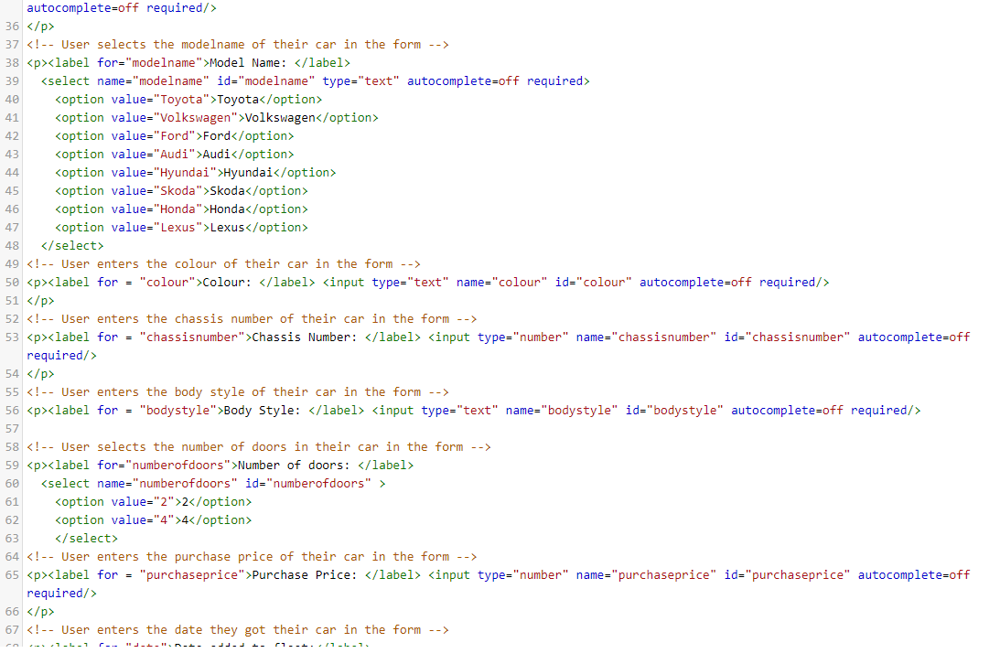 autocomplete=off required/>
36 </p>
37 <!-- User selects the modelname of their car in the form -->
38 <p><label for="modelname">Model Name: </label>
39 <select name="modelname" id="modelname" type="text" autocomplete=off required>
40 <option value="Toyota">Toyota</option>
41 <option value="Volkswagen">Volkswagen</option>
42 <option value="Ford">Ford</option>
43 <option value="Audi">Audi</option>
44 <option value="Hyundai">Hyundai</option>
45 <option value="Skoda">Skoda</option>
46 <option value="Honda">Honda</option>
47 <option value="Lexus">Lexus</option>
48 </select>
49 <!-- User enters the colour of their car in the form -->
50 <p><label for = "colour">Colour: </label> <input type="text" name="colour" id="colour" autocomplete=off required/>
51 </p>
52 <!-- User enters the chassis number of their car in the form -->
53 <p><label for = "chassisnumber">Chassis Number: </label> <input type="number" name="chassisnumber" id="chassisnumber" autocomplete=off
required/>
54 </p>
55 <!-- User enters the body style of their car in the form -->
56 <p><label for = "bodystyle">Body Style: </label> <input type="text" name="bodystyle" id="bodystyle" autocomplete=off required/>
57
58 <!-- User selects the number of doors in their car in the form -->
59 <p><label for="numberofdoors">Number of doors: </label>
60 <select name="numberofdoors" id="numberofdoors" >
61 <option value="2">2</option>
62 <option value="4">4</option>
63 </select>
64 <!-- User enters the purchase price of their car in the form -->
65 <p><label for = "purchaseprice">Purchase Price: </label> <input type="number" name="purchaseprice" id="purchaseprice" autocomplete=off
required/>
66 </p>
67 <!-- User enters the date they got their car in the form -->
68 <p><label for="date">Date added to fleet:</label>